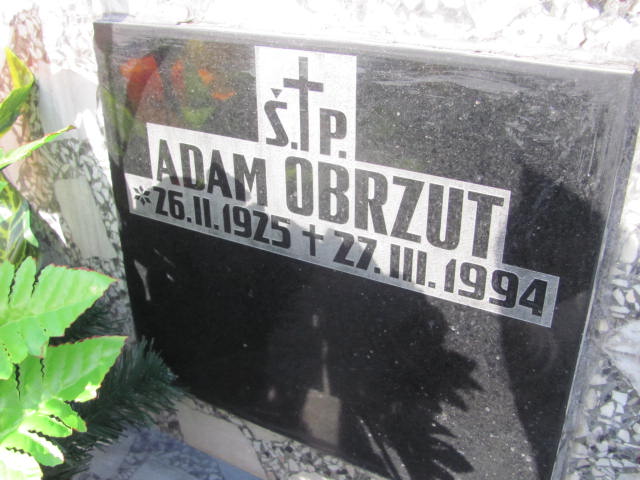 Ś. P.
ADAM OBRZUT
* 26.II.1925 + 27.III.1994